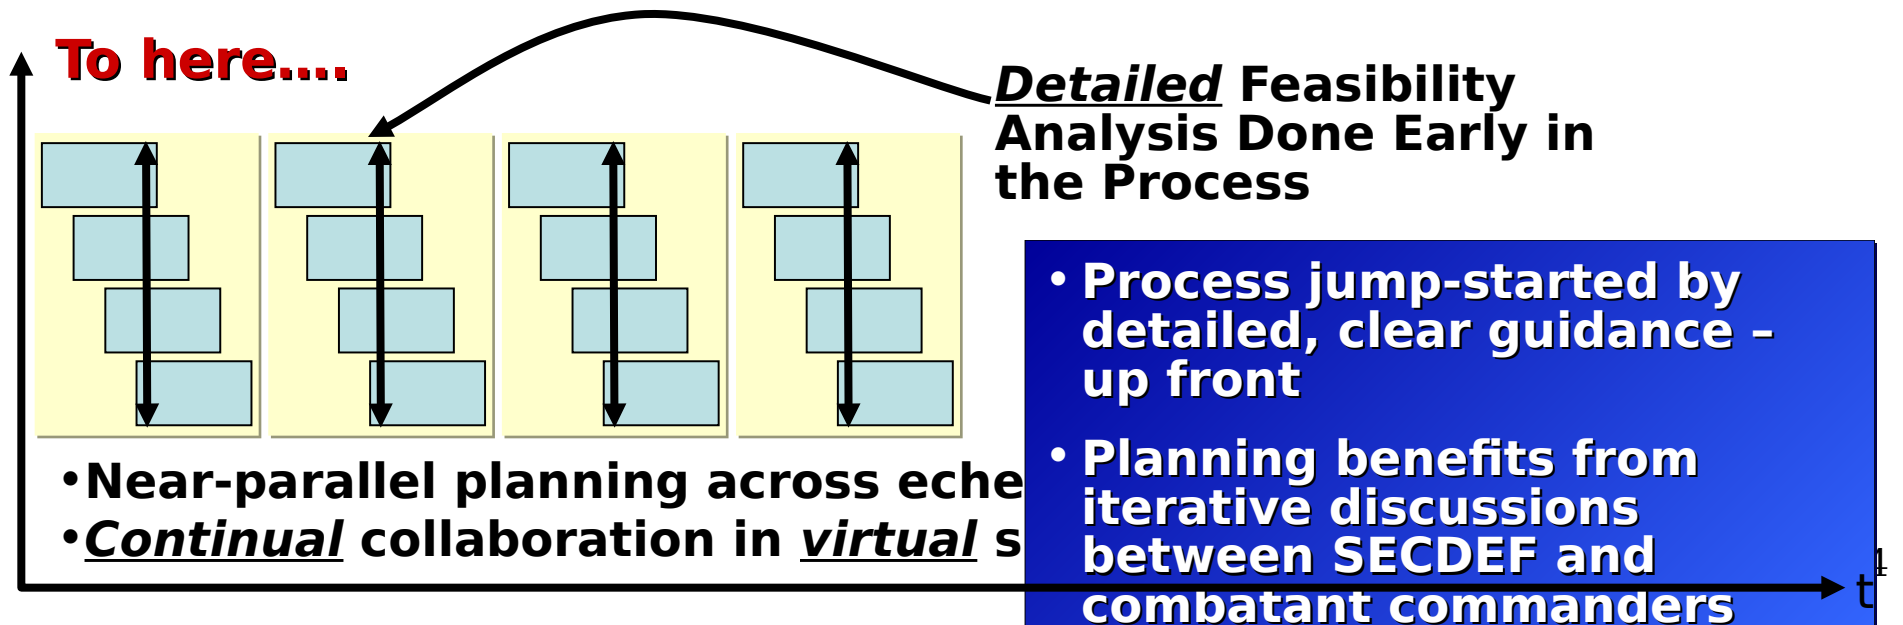 To here….
Detailed Feasibility
Analysis Done Early in
the Process
• Process jump-started by
detailed, clear guidance –
up front
• Planning benefits from
iterative discussions
between SECDEF and
combatant commanders
•Near-parallel planning across
•Continual collaboration in virtual
t